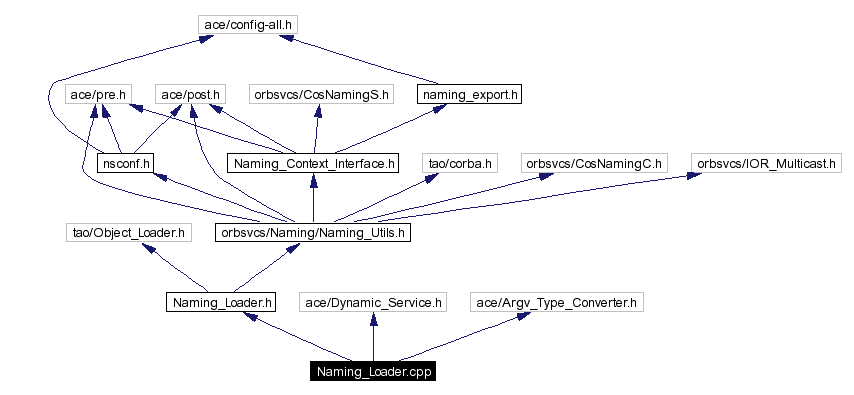 ace/config-all.h
ace/pre.h
ace/post.h
orbsvcs/CosNamingS.h
naming_export.h
nsconf.h
Naming_Context_Interface.h
tao/corba.h
orbsvcs/CosNamingC.h
orbsvcs/IOR_Multicast.h
tao/Object_Loader.h
orbsvcs/Naming/Naming_Utils.h
Naming_Loader.h
ace/Dynamic_Service.h
ace/Argv_Type_Converter.h
Naming_Loader.cpp